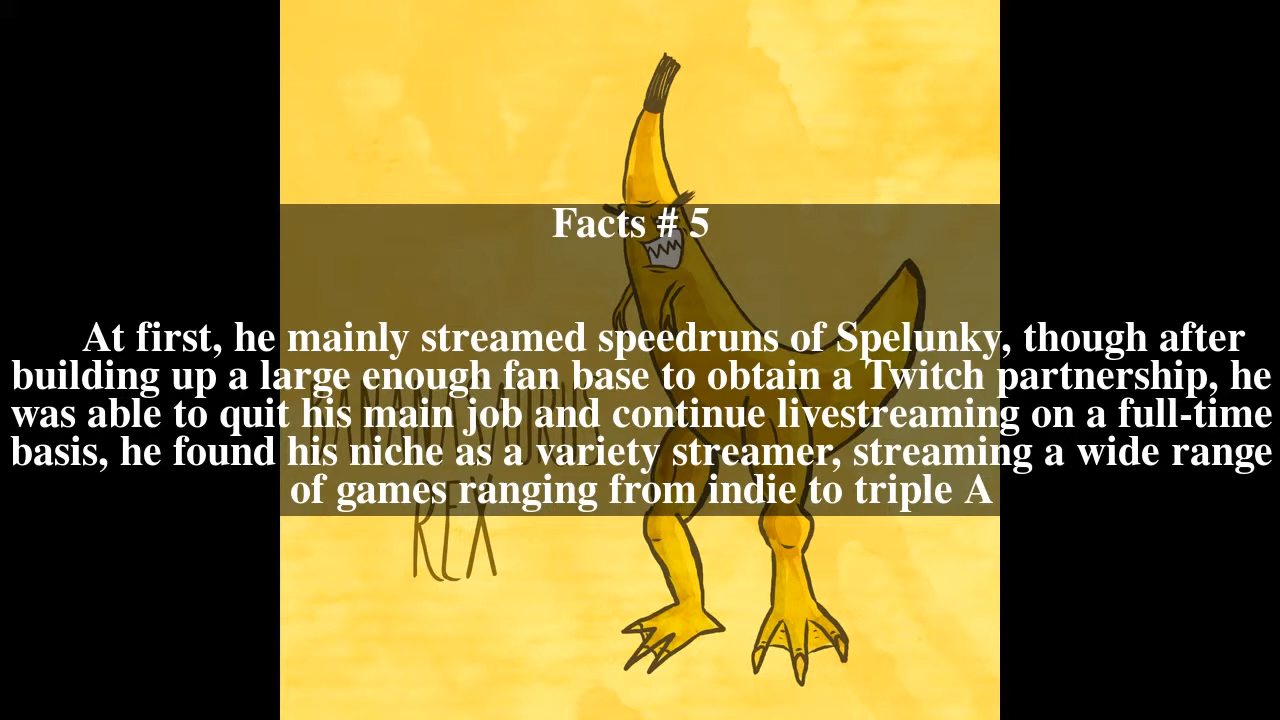 Facts # 5
At first, he mainly streamed speedruns of Spelunky, though after
building up a large enough fan base to obtain a Twitch partnership, he
was able to quit his main job and continue livestreaming on a full-time
basis, he found his niche as a variety streamer, streaming a wide range
of games ranging from indie to triple A
BANANASAURUS
REX